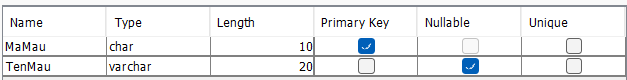 Name Type Length Primary Key Nullable Unique
MaMau char 10
TenMau varchar 20